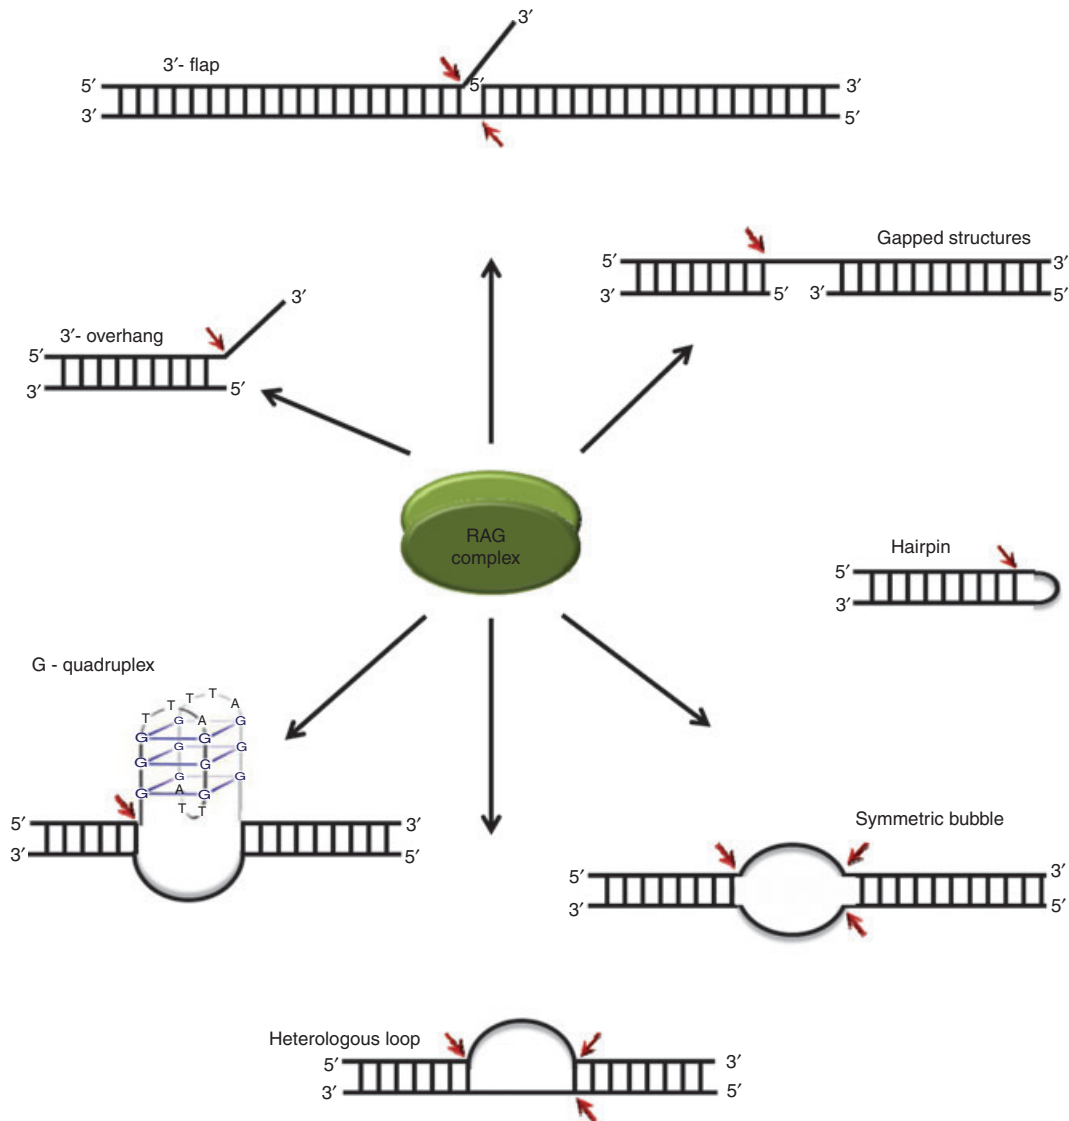 3′
3′- flap
5′
5′
3′
3′
5′
Gapped structures
5′
3′
3′
5′
3′
5′
3′- overhang
3′
5′
3′
5′
RAG
complex
Hairpin
5′
3′
G - quadruplex
T T T T A
G A G
G G
G G G
G G
G A G
G G
T T
5′
3′
3′
5′
Symmetric bubble
5′
3′
3′
5′
Heterologous loop
5′
3′
3′
5′